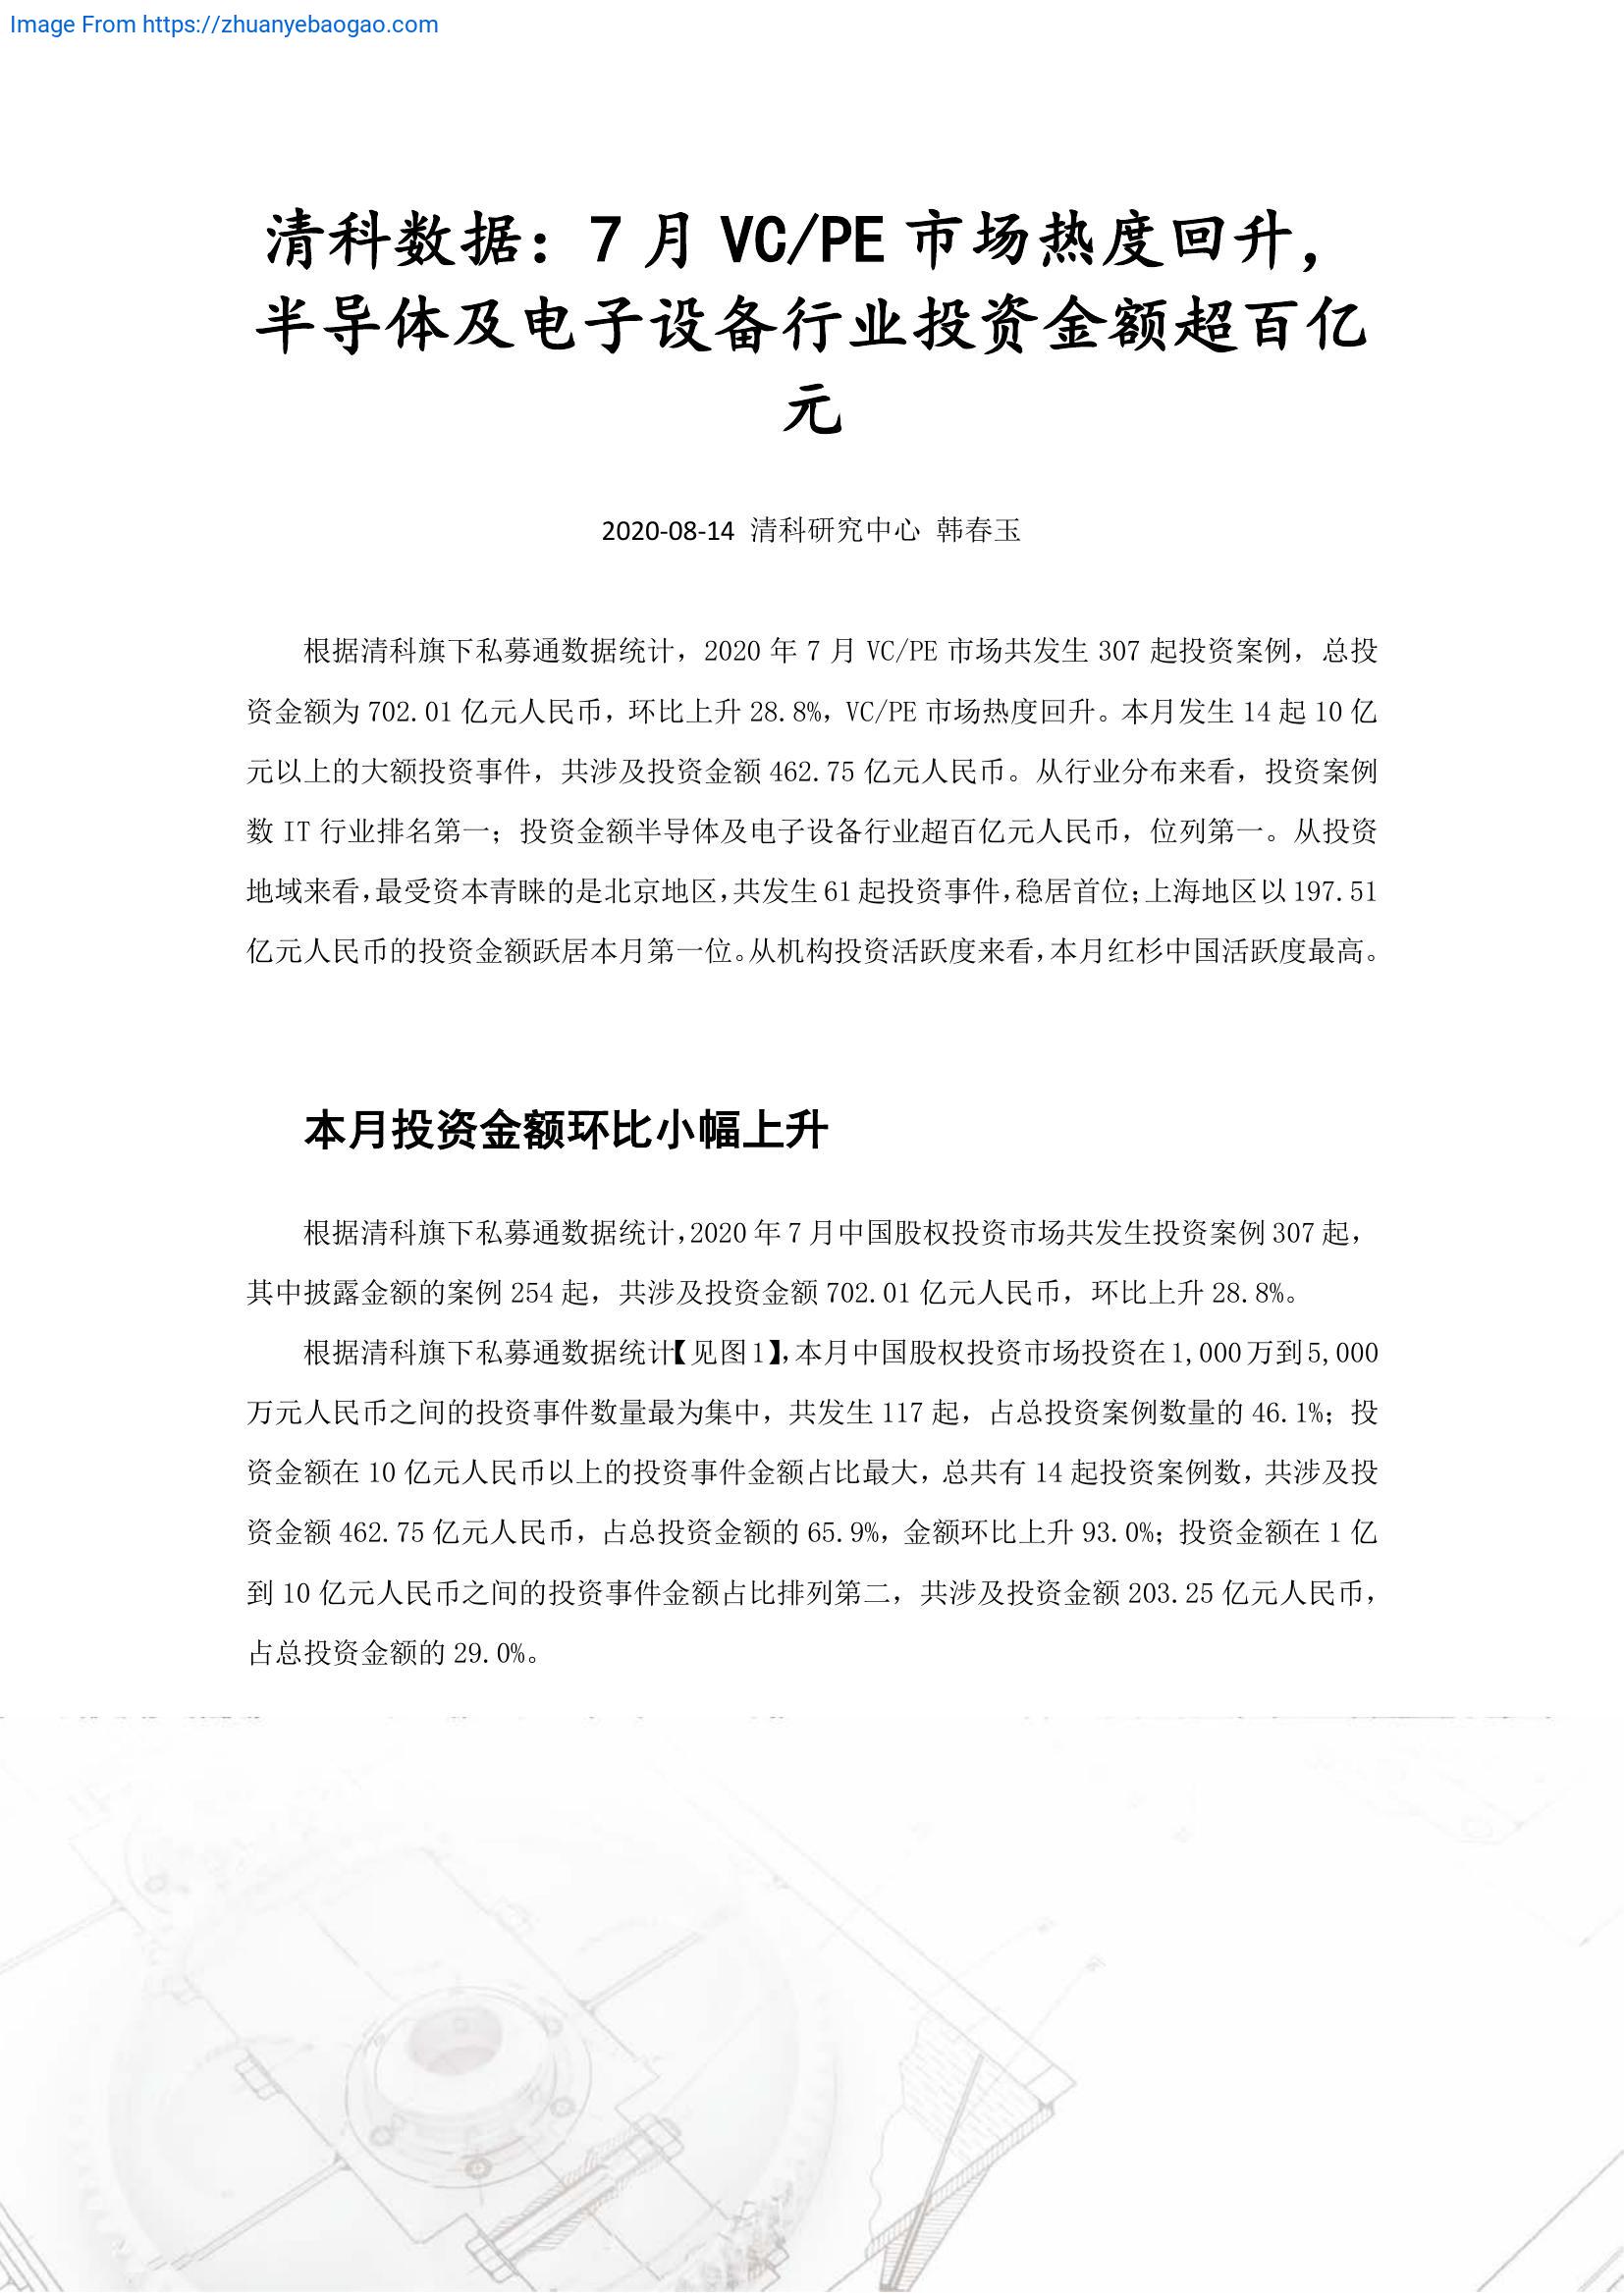 Image From https://zhuanyebaogao.com
清科数据：7 月 VC/PE 市场热度回升，
半导体及电子设备行业投资金额超百亿
元
2020-08-14 清科研究中心 韩春玉
根据清科旗下私募通数据统计，2020 年 7 月 VC/PE 市场共发生 307 起投资案例，总投
资金额为 702.01 亿元人民币，环比上升 28.8%，VC/PE 市场热度回升。本月发生 14 起 10 亿
元以上的大额投资事件，共涉及投资金额 462.75 亿元人民币。从行业分布来看，投资案例
数 IT 行业排名第一；投资金额半导体及电子设备行业超百亿元人民币，位列第一。从投资
地域来看，最受资本青睐的是北京地区，共发生 61 起投资事件，稳居首位；上海地区以 197.51
亿元人民币的投资金额跃居本月第一位。从机构投资活跃度来看，本月红杉中国活跃度最高。
本月投资金额环比小幅上升
根据清科旗下私募通数据统计，2020 年 7 月中国股权投资市场共发生投资案例 307 起，
其中披露金额的案例 254 起，共涉及投资金额 702.01 亿元人民币，环比上升 28.8%。
根据清科旗下私募通数据统计【见图 1】，本月中国股权投资市场投资在 1,000 万到 5,000
万元人民币之间的投资事件数量最为集中，共发生 117 起，占总投资案例数量的 46.1%；投
资金额在 10 亿元人民币以上的投资事件金额占比最大，总共有 14 起投资案例数，共涉及投
资金额 462.75 亿元人民币，占总投资金额的 65.9%，金额环比上升 93.0%；投资金额在 1 亿
到 10 亿元人民币之间的投资事件金额占比排列第二，共涉及投资金额 203.25 亿元人民币，
占总投资金额的 29.0%。